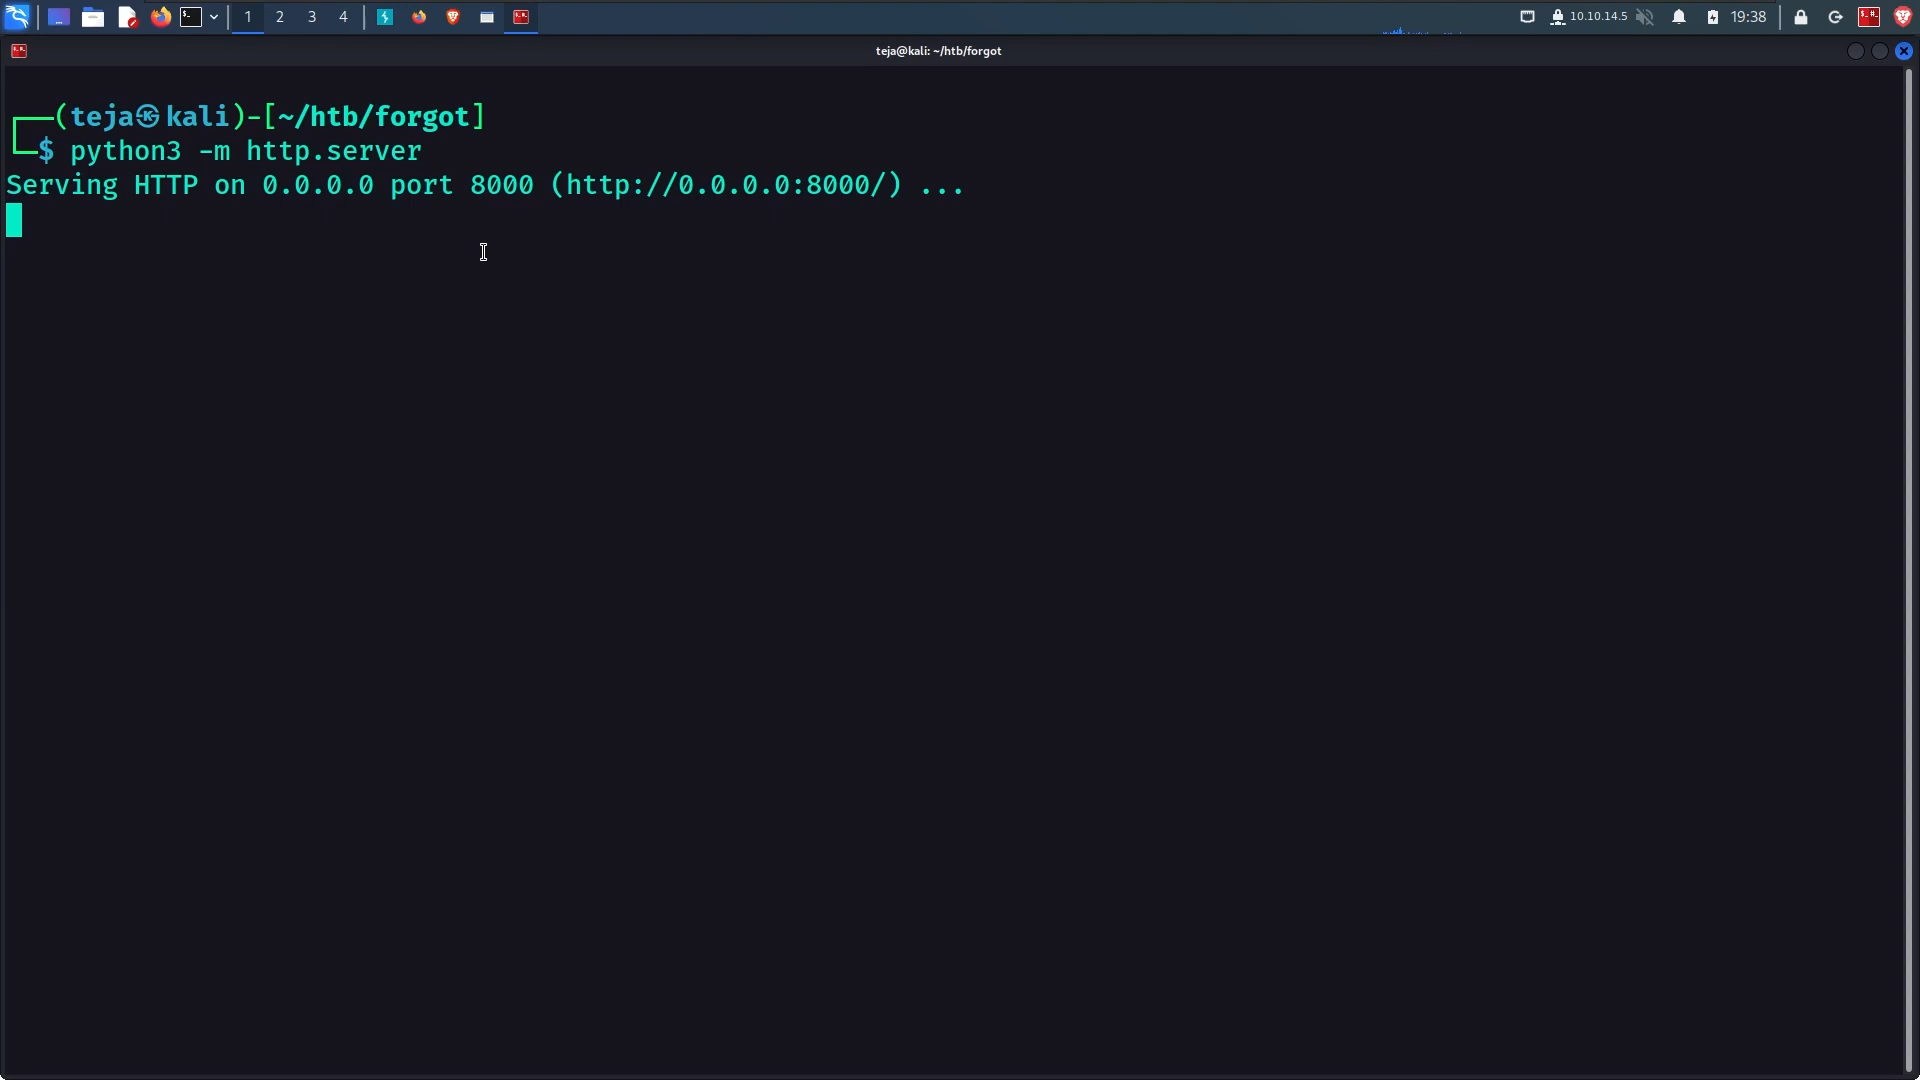 1 2 3 4 10.10.14.5 19:38
teja@kali: ~/htb/forgot
(teja㉿kali)-[~/htb/forgot]
$ python3 -m http.server
Serving HTTP on 0.0.0.0 port 8000 (http://0.0.0.0:8000/) ...